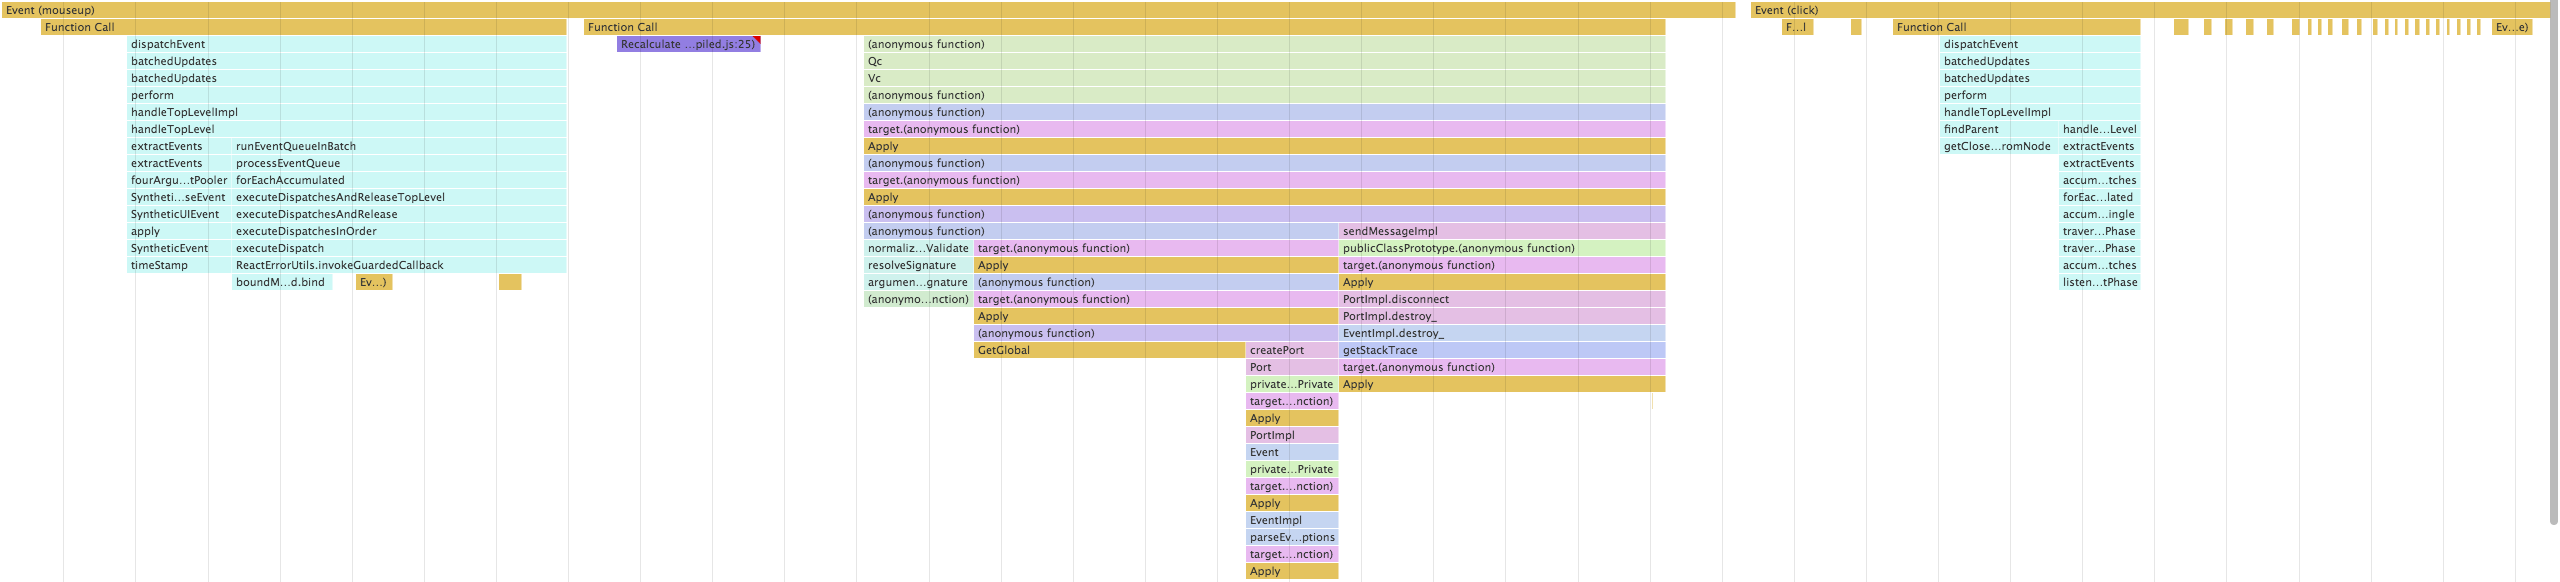 Event (mouseup) Event (click)
Function Call Function Call F...l Function Call Ev...e)
dispatchEvent Recalculate ...piled.js:25) (anonymous function) dispatchEvent
batchedUpdates Qc batchedUpdates
batchedUpdates Vc batchedUpdates
perform (anonymous function) perform
handleTopLevelImpl (anonymous function) handleTopLevelImpl
handleTopLevel target.(anonymous function) findParent handle...Level
extractEvents runEventQueueInBatch Apply getClose...romNode extractEvents
extractEvents processEventQueue (anonymous function) extractEvents
fourArgu...tPooler forEachAccumulated target.(anonymous function) accum...tches
Syntheti...seEvent executeDispatchesAndReleaseTopLevel Apply forEac...lated
SyntheticUIEvent executeDispatchesAndRelease (anonymous function) accum...ingle
apply executeDispatchesInOrder (anonymous function) sendMessageImpl traver...Phase
SyntheticEvent executeDispatch normaliz...Validate target.(anonymous function) publicClassPrototype.(anonymous function) traver...Phase
timeStamp ReactErrorUtils.invokeGuardedCallback resolveSignature Apply target.(anonymous function) accum...tches
boundM...d.bind Ev...) argumen...gnature (anonymous function) Apply listen...tPhase
(anonymo...nction) target.(anonymous function) PortImpl.disconnect
Apply PortImpl.destroy_
(anonymous function) EventImpl.destroy_
GetGlobal createPort getStackTrace
Port target.(anonymous function)
private...Private Apply
target....nction)
Apply
PortImpl
Event
private...Private
target....nction)
Apply
EventImpl
parseEv...ptions
target....nction)
Apply